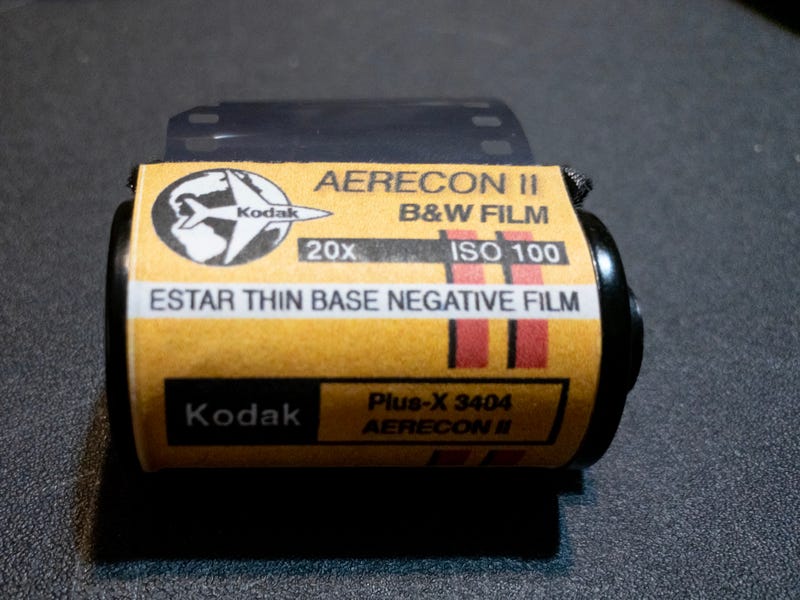 AERECON II
Kodak
B&W FILM
20x ISO 100
ESTAR THIN BASE NEGATIVE FILM
Kodak
Plus-X 3404
AERECON II